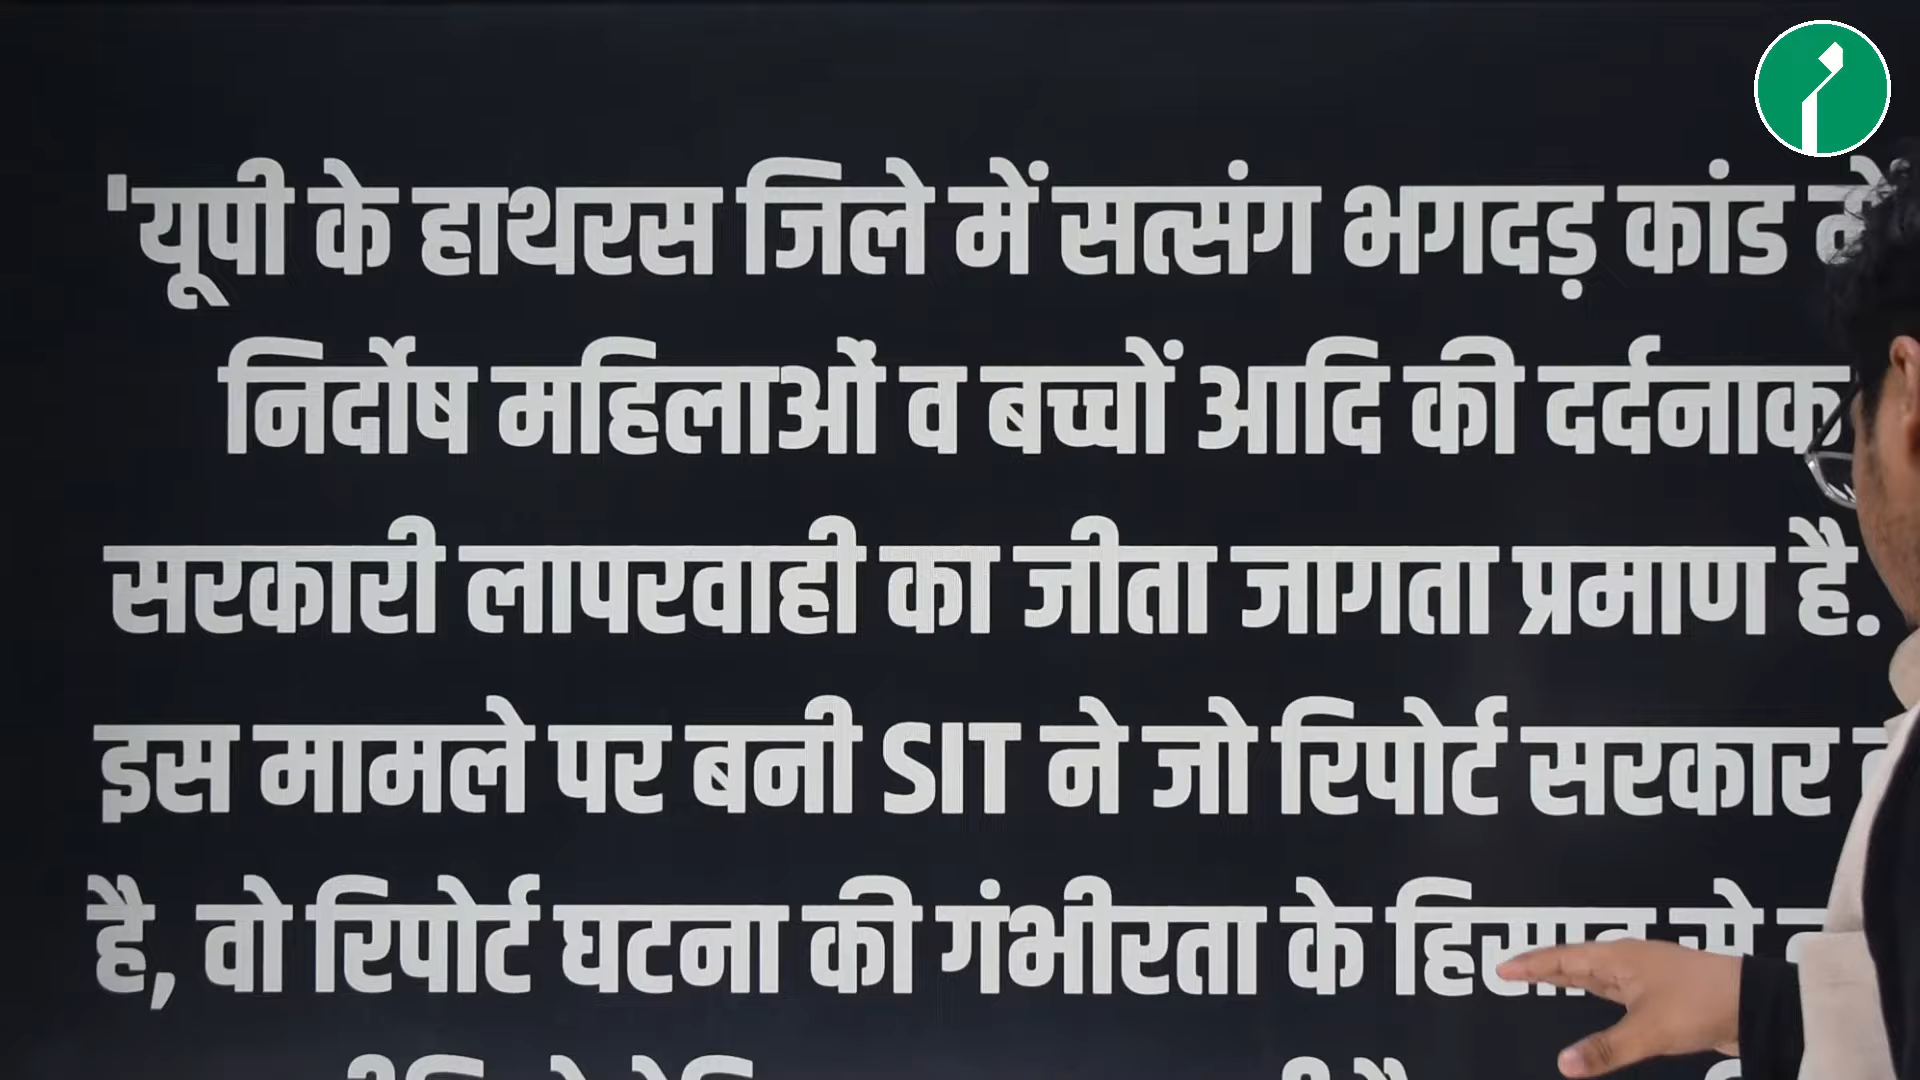 'यूपी के हाथरस जिले में सत्संग भगदड़ कांड में
निर्दोष महिलाओं व बच्चों आदि की दर्दनाक
सरकारी लापरवाही का जीता जागता प्रमाण है.
इस मामले पर बनी SIT ने जो रिपोर्ट सरकार
है, वो रिपोर्ट घटना की गंभीरता के हिसाब से